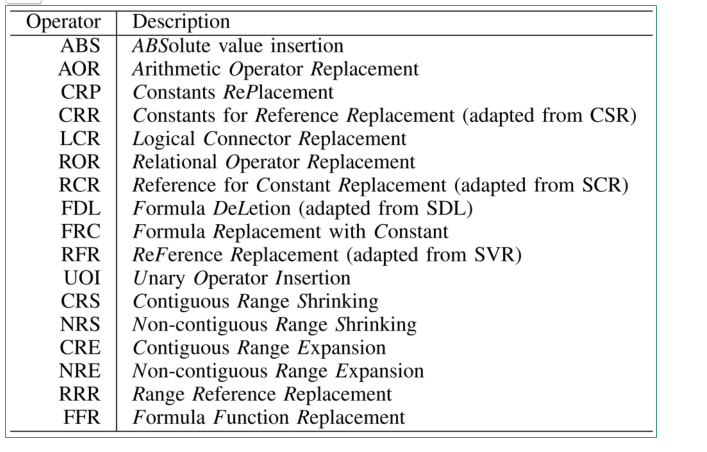 Operator Description
ABS ABSolute value insertion
AOR Arithmetic Operator Replacement
CRP Constants RePlacement
CRR Constants for Reference Replacement (adapted from CSR)
LCR Logical Connector Replacement
ROR Relational Operator Replacement
RCR Reference for Constant Replacement (adapted from SCR)
FDL Formula DeLetion (adapted from SDL)
FRC Formula Replacement with Constant
RFR ReFerence Replacement (adapted from SVR)
UOI Unary Operator Insertion
CRS Contiguous Range Shrinking
NRS Non-contiguous Range Shrinking
CRE Contiguous Range Expansion
NRE Non-contiguous Range Expansion
RRR Range Reference Replacement
FFR Formula Function Replacement